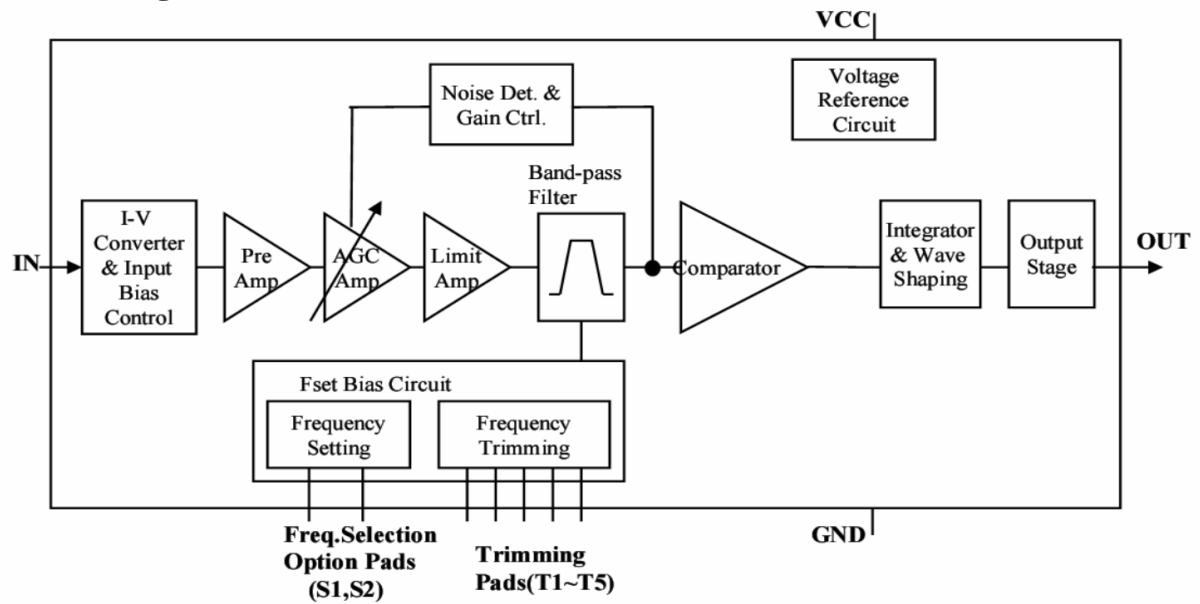 VCC
Voltage
Reference
Circuit
Noise Det. &
Gain Ctrl.
Band-pass
Filter
IN
I-V
Converter
& Input
Bias
Control
Pre
Amp
AGC
Amp
Limit
Amp
Comparator
Integrator
& Wave
Shaping
Output
Stage
OUT
Fset Bias Circuit
Frequency
Setting
Frequency
Trimming
Freq.Selection
Option Pads
(S1,S2)
Trimming
Pads(T1~T5)
GND